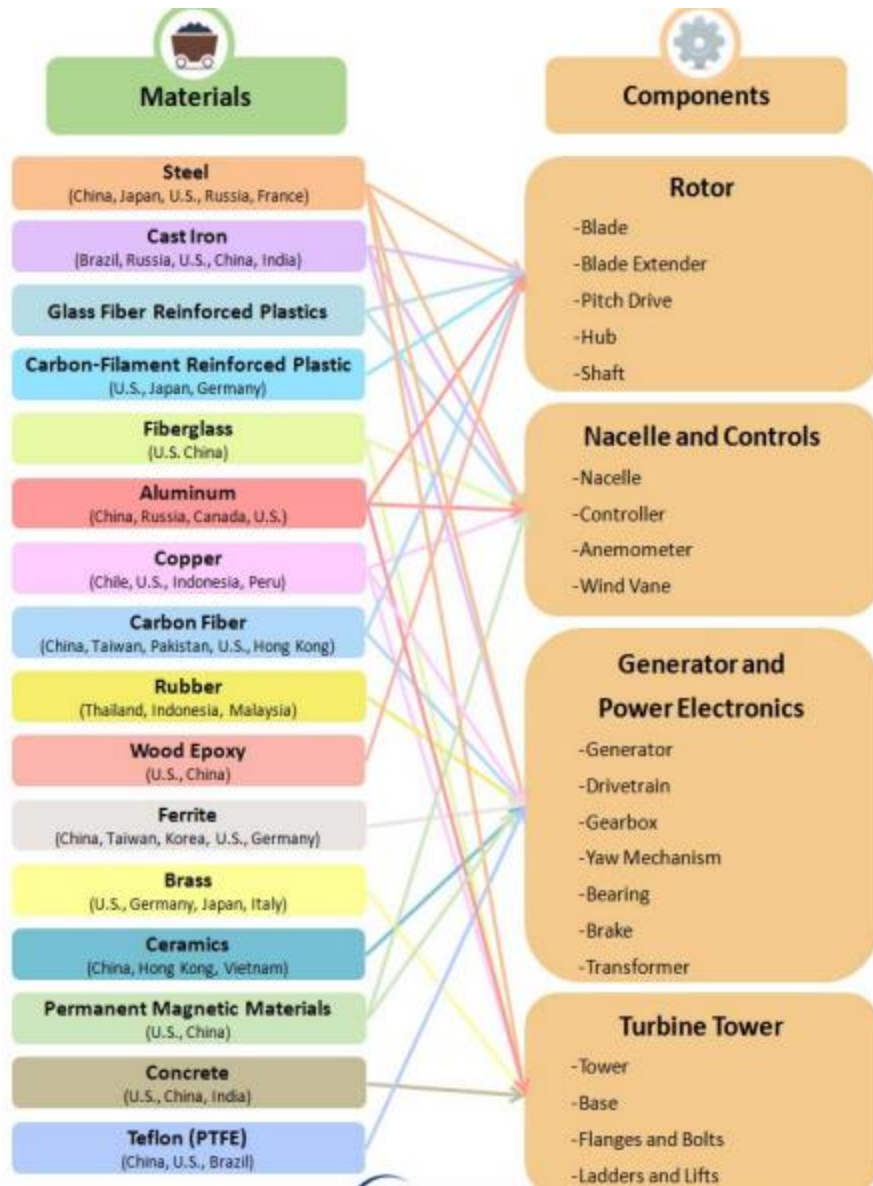 Materials
Steel
(China, Japan, U.S., Russia, France)
Cast Iron
(Brazil, Russia, U.S., China, India)
Glass Fiber Reinforced Plastics
Carbon-Filament Reinforced Plastic
(U.S., Japan, Germany)
Fiberglass
(U.S. China)
Aluminum
(China, Russia, Canada, U.S.)
Copper
(Chile, U.S., Indonesia, Peru)
Carbon Fiber
(China, Taiwan, Pakistan, U.S., Hong Kong)
Rubber
(Thailand, Indonesia, Malaysia)
Wood Epoxy
(U.S., China)
Ferrite
(China, Taiwan, Korea, U.S., Germany)
Brass
(U.S., Germany, Japan, Italy)
Ceramics
(China, Hong Kong, Vietnam)
Permanent Magnetic Materials
(U.S., China)
Concrete
(U.S., China, India)
Teflon (PTFE)
(China, U.S., Brazil)
Components
Rotor
-Blade
-Blade Extender
-Pitch Drive
-Hub
-Shaft
Nacelle and Controls
-Nacelle
-Controller
-Anemometer
-Wind Vane
Generator and
Power Electronics
-Generator
-Drivetrain
-Gearbox
-Yaw Mechanism
-Bearing
-Brake
-Transformer
Turbine Tower
-Tower
-Base
-Flanges and Bolts
-Ladders and Lifts